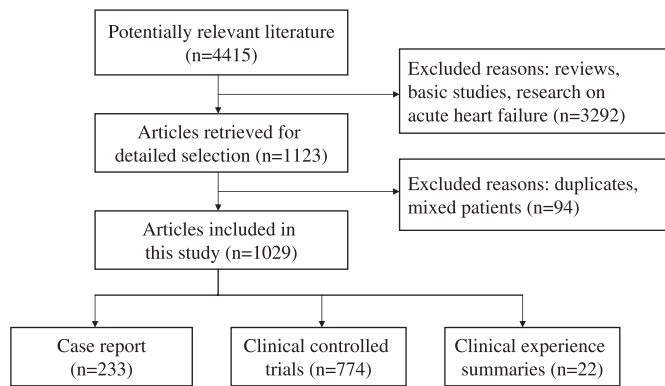 Potentially relevant literature
(n=4415)
Excluded reasons: reviews,
basic studies, research on
acute heart failure (n=3292)
Articles retrieved for
detailed selection (n=1123)
Excluded reasons: duplicates,
mixed patients (n=94)
Articles included in
this study (n=1029)
Case report
(n=233)
Clinical controlled
trials (n=774)
Clinical experience
summaries (n=22)